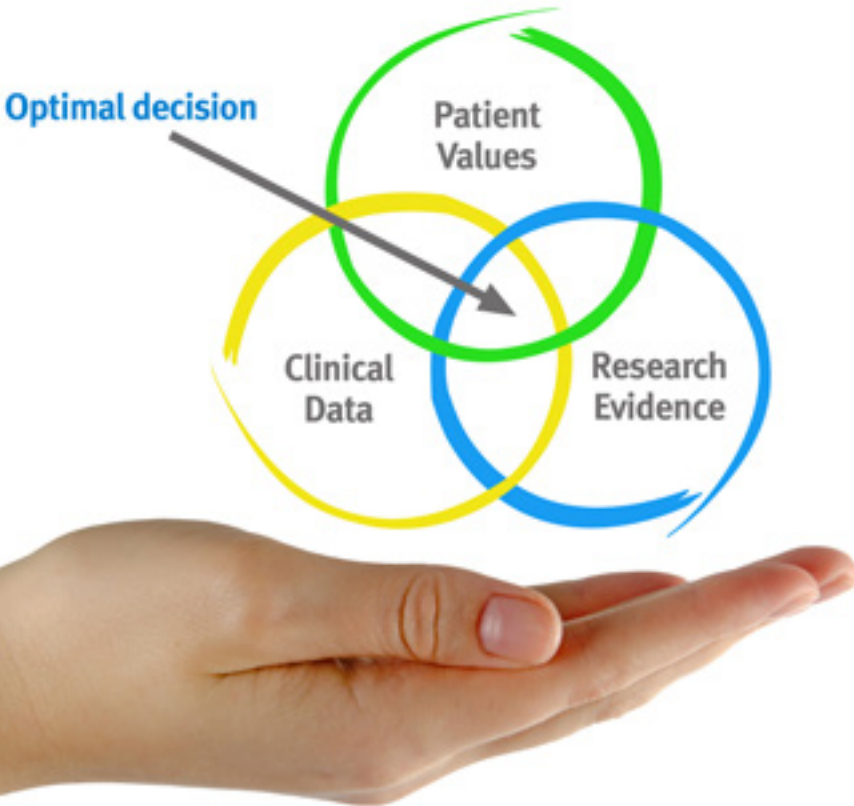 Optimal decision
Patient
Values
Clinical
Data
Research
Evidence